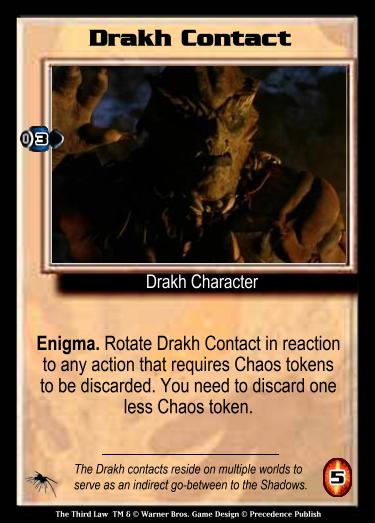 Drakh Contact
0 3
Drakh Character
Enigma. Rotate Drakh Contact in reaction
to any action that requires Chaos tokens
to be discarded. You need to discard one
less Chaos token.
The Drakh contacts reside on multiple worlds to
serve as an indirect go-between to the Shadows.
5
The Third Law TM & © Warner Bros. Game Design © Precedence Publish